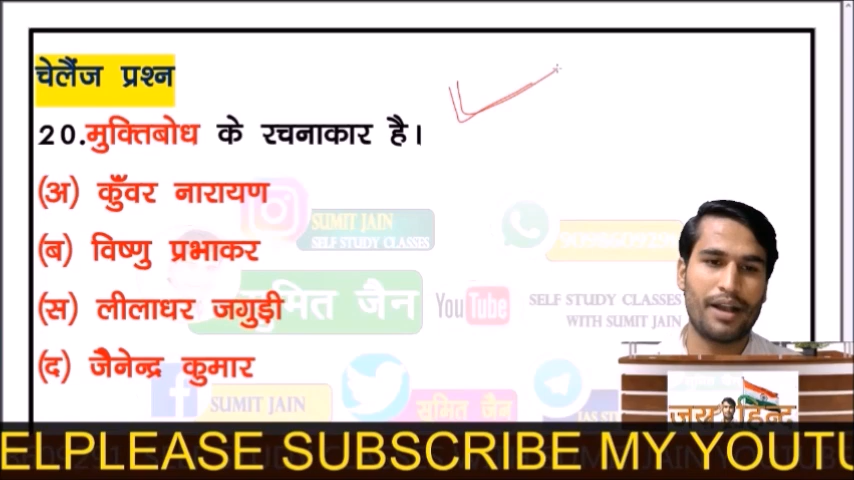 चेलैंज प्रश्न
20.मुक्तिबोध के रचनाकार है।
(अ) कुँवर नारायण
(ब) विष्णु प्रभाकर
(स) लीलाधर जगुड़ी
(द) जैनेन्द्र कुमार
SUMIT JAIN
SELF STUDY CLASSES
सुमित जैन
YouTube
SELF STUDY CLASSES
WITH SUMIT JAIN
SUMIT JAIN
सुमित जैन
IAS
जय हिन्द
ELPLEASE SUBSCRIBE MY YOUTU